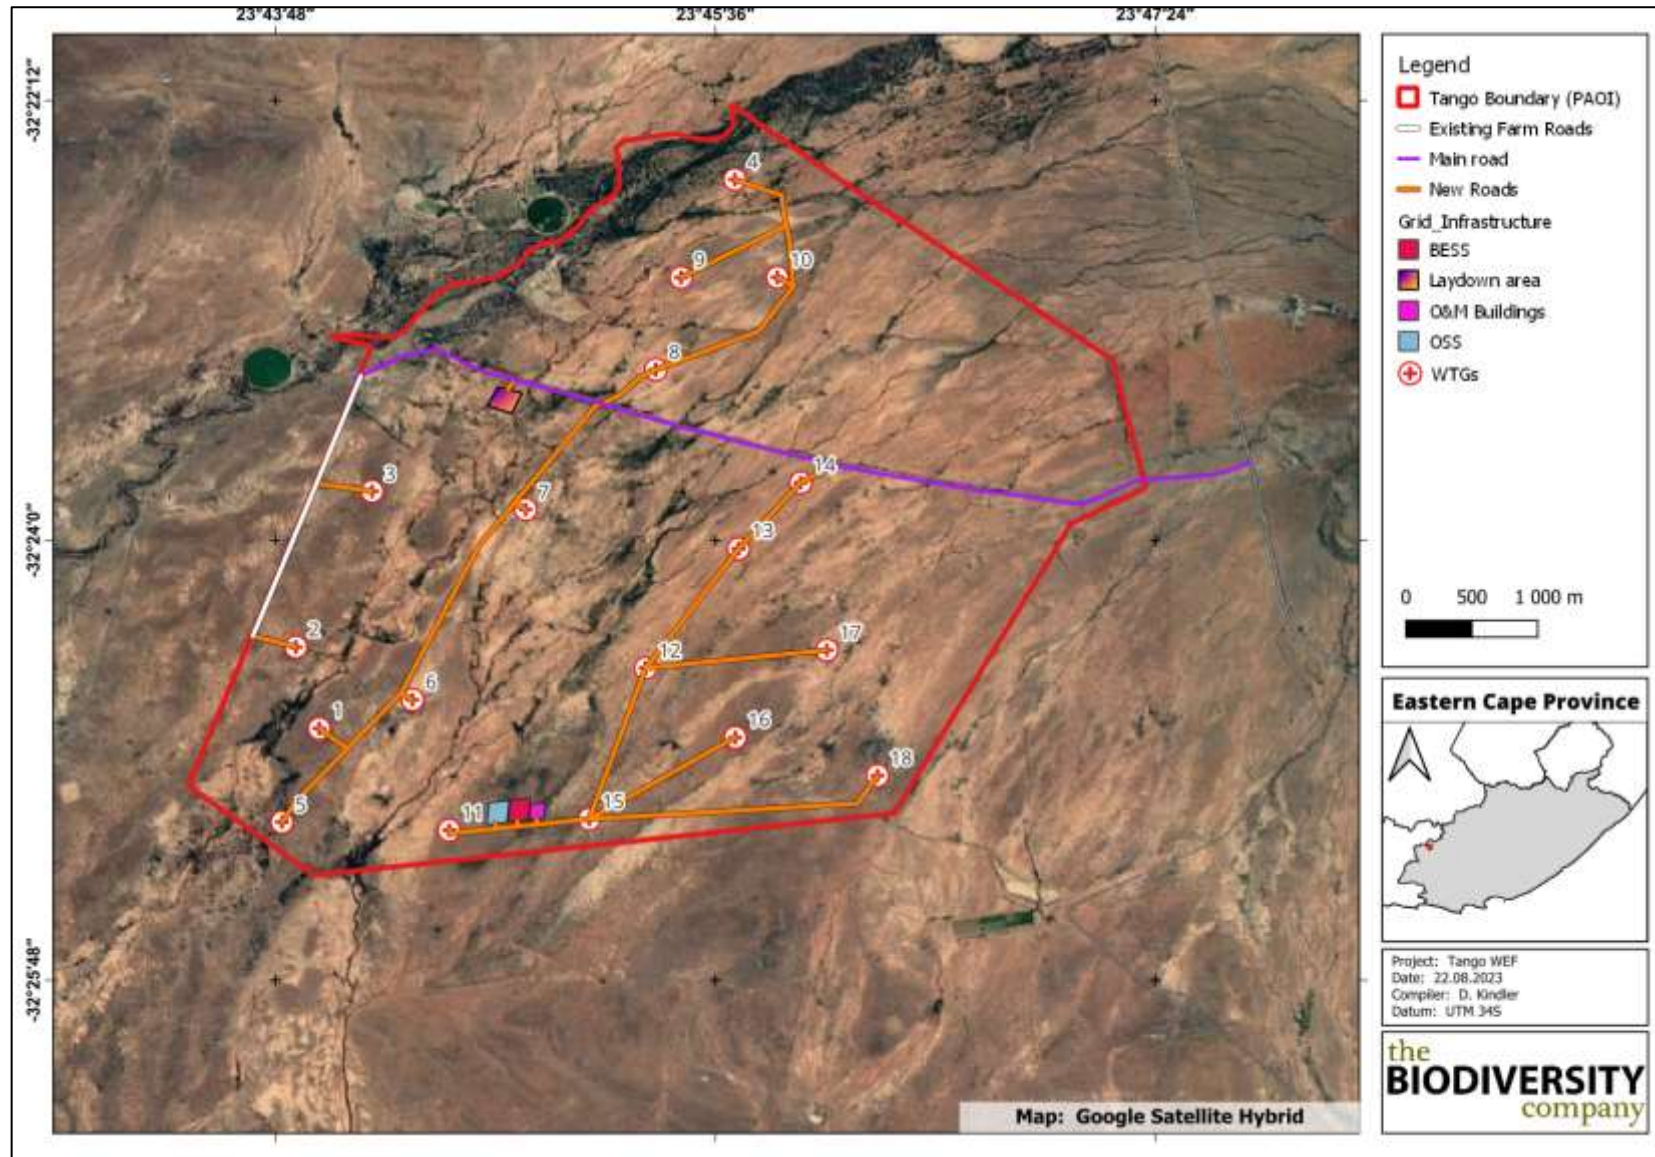 23°43'48"
23°45'36"
23°47'24"
-32°22'12"
-32°24'0"
-32°25'48"
4
9
10
8
3
7
14
13
2
12
17
6
1
16
18
5
11
15
Map: Google Satellite Hybrid
Legend
Tango Boundary (PAOI)
Existing Farm Roads
Main road
New Roads
Grid_Infrastructure
BESS
Laydown area
O&M Buildings
OSS
WTGs
0 500 1 000 m
Eastern Cape Province
Project: Tango WEF
Date: 22.08.2023
Compiler: D. Kindler
Datum: UTM 34S
the
BIODIVERSITY
company